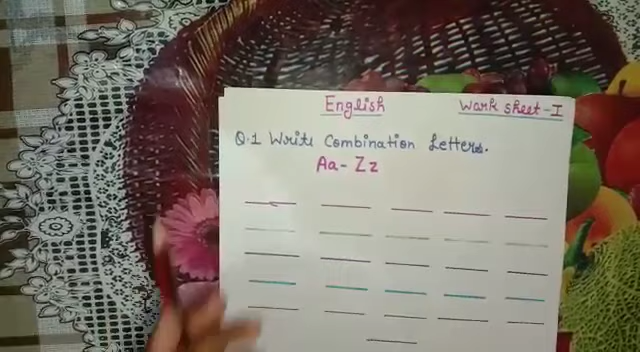 English Work sheet-I
Q.1 Write Combination Letters.
Aa- Zz